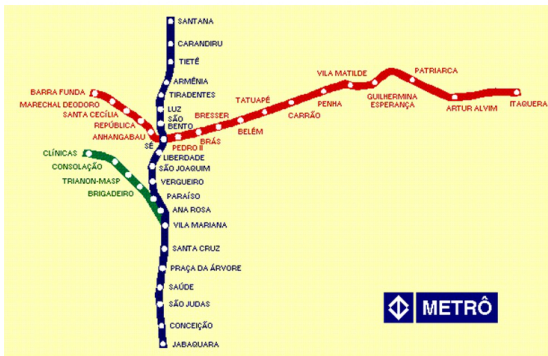 SANTANA
CARANDIRU
TIETÊ
ARMÊNIA
TIRADENTES
LUZ
SÃO
BENTO
SÉ
LIBERDADE
SÃO JOAQUIM
VERGUEIRO
PARAÍSO
ANA ROSA
VILA MARIANA
SANTA CRUZ
PRAÇA DA ÁRVORE
SAÚDE
SÃO JUDAS
CONCEIÇÃO
JABAQUARA
BARRA FUNDA
MARECHAL DEODORO
SANTA CECÍLIA
REPÚBLICA
ANHANGABAU
PEDRO II
BRÁS
BRESSER
BELÉM
TATUAPÉ
CARRÃO
PENHA
VILA MATILDE
GUILHERMINA
ESPERANÇA
PATRIARCA
ARTUR ALVIM
ITAQUERA
CLÍNICAS
CONSOLAÇÃO
TRIANON-MASP
BRIGADEIRO
METRÔ